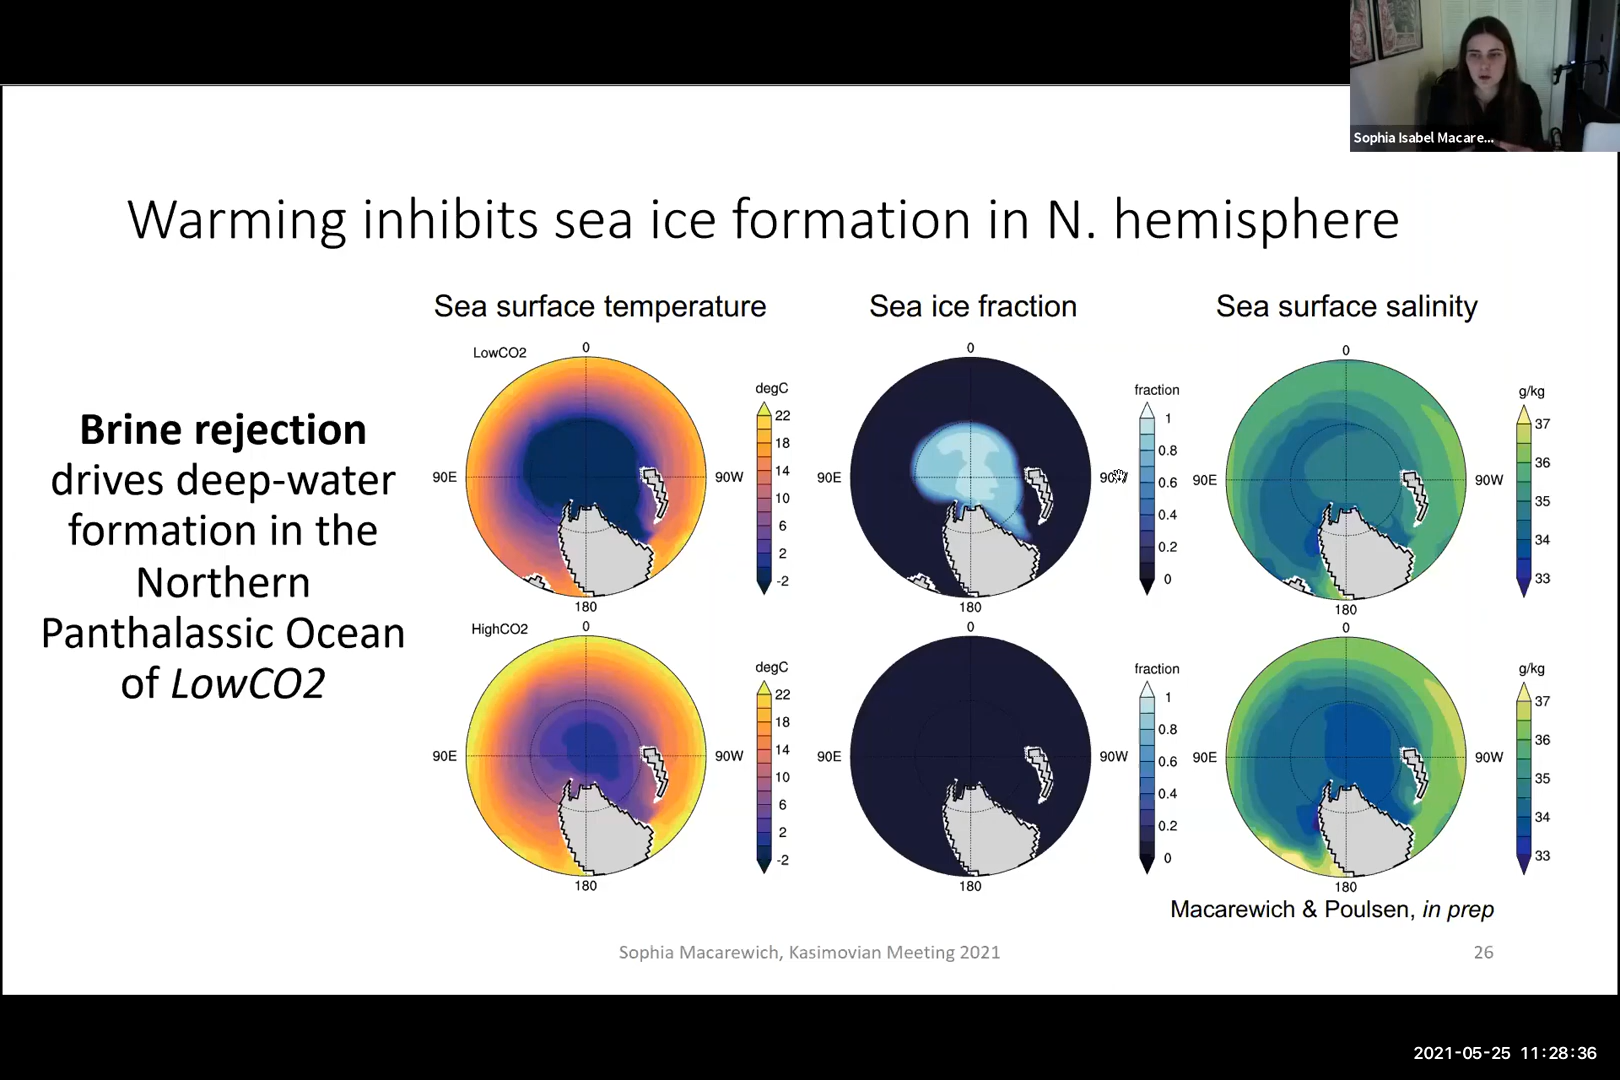 Sophia Isabel Macare...
Warming inhibits sea ice formation in N. hemisphere
Brine rejection
drives deep-water
formation in the
Northern
Panthalassic Ocean
of LowCO2
Sea surface temperature
Sea ice fraction
Sea surface salinity
LowCO2
0
90E
90W
180
degC
22
18
14
10
6
2
-2
0
90E
90W
180
fraction
1
0.8
0.6
0.4
0.2
0
0
90E
90W
180
g/kg
37
36
35
34
33
HighCO2
0
90E
90W
180
degC
22
18
14
10
6
2
-2
0
90E
90W
180
fraction
1
0.8
0.6
0.4
0.2
0
0
90E
90W
180
g/kg
37
36
35
34
33
Macarewich & Poulsen, in prep
Sophia Macarewich, Kasimovian Meeting 2021
26
2021-05-25 11:28:36